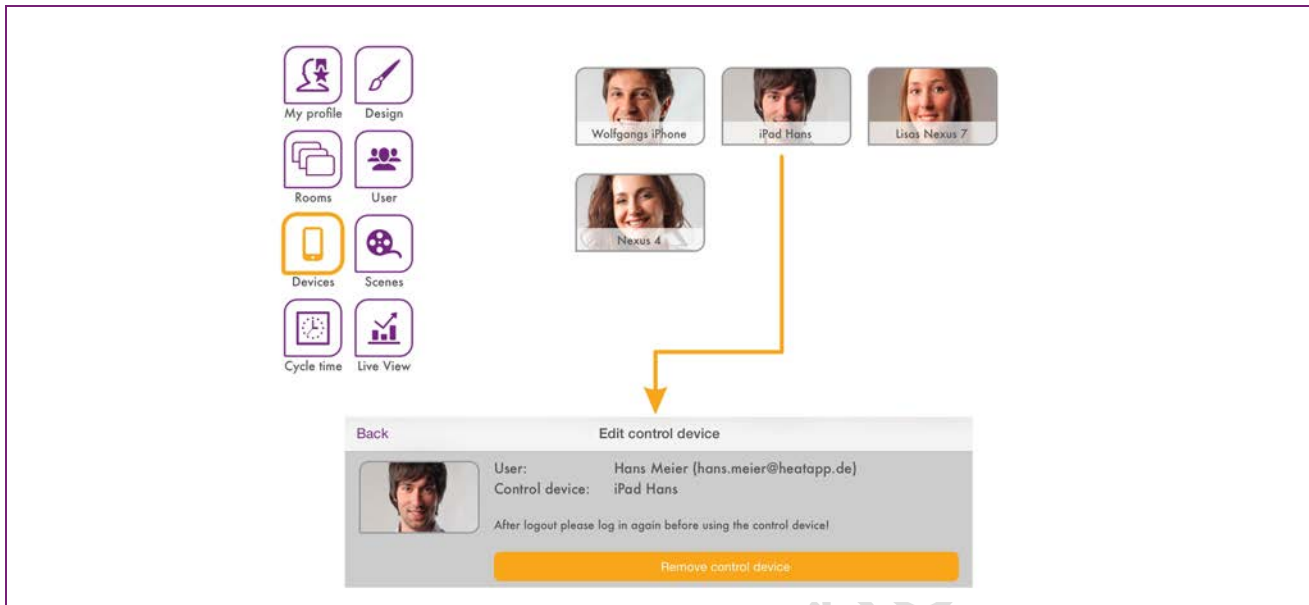 My profile Design
Rooms User
Devices Scenes
Cycle time Live View
Wolfgangs iPhone iPad Hans Lisas Nexus 7
Nexus 4
Back Edit control device
User: Hans Meier (hans.meier@heatapp.de)
Control device: iPad Hans
After logout please log in again before using the control device!
Remove control device